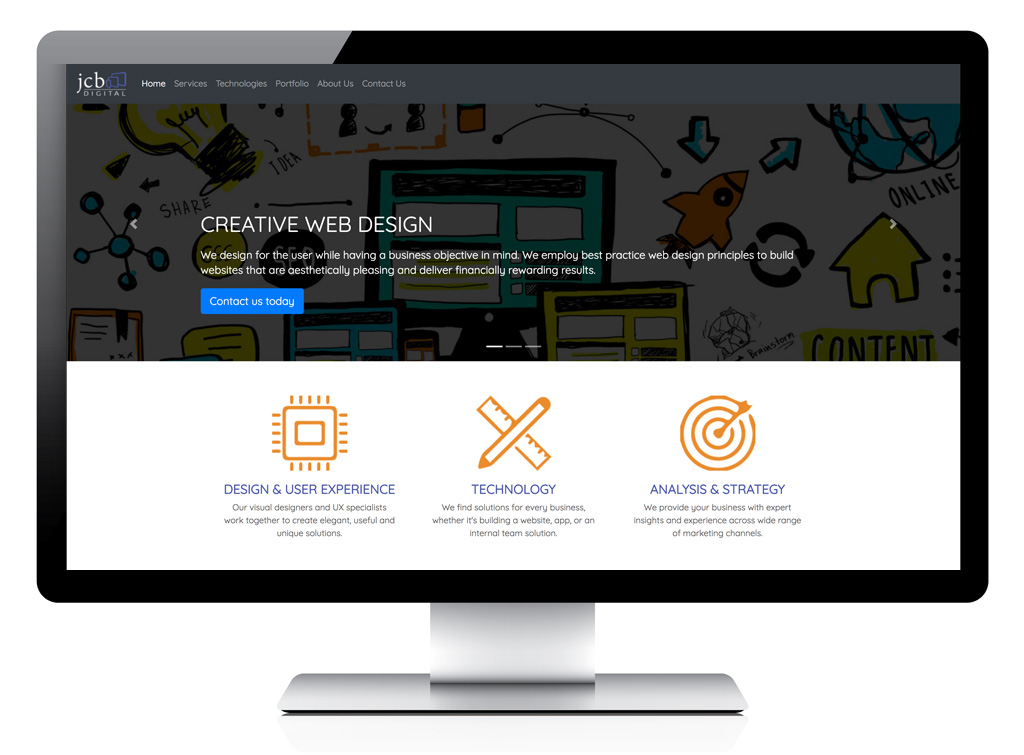 jcb
DIGITAL
Home Services Technologies Portfolio About Us Contact Us
IDEA
SHARE
ONLINE
SEO
CREATIVE WEB DESIGN
We design for the user while having a business objective in mind. We employ best practice web design principles to build
websites that are aesthetically pleasing and deliver financially rewarding results.
Contact us today
Brainstorm
CONTENT
DESIGN & USER EXPERIENCE
Our visual designers and UX specialists
work together to create elegant, useful and
unique solutions.
TECHNOLOGY
We find solutions for every business,
whether it's building a website, app, or an
internal team solution.
ANALYSIS & STRATEGY
We provide your business with expert
insights and experience across wide range
of marketing channels.